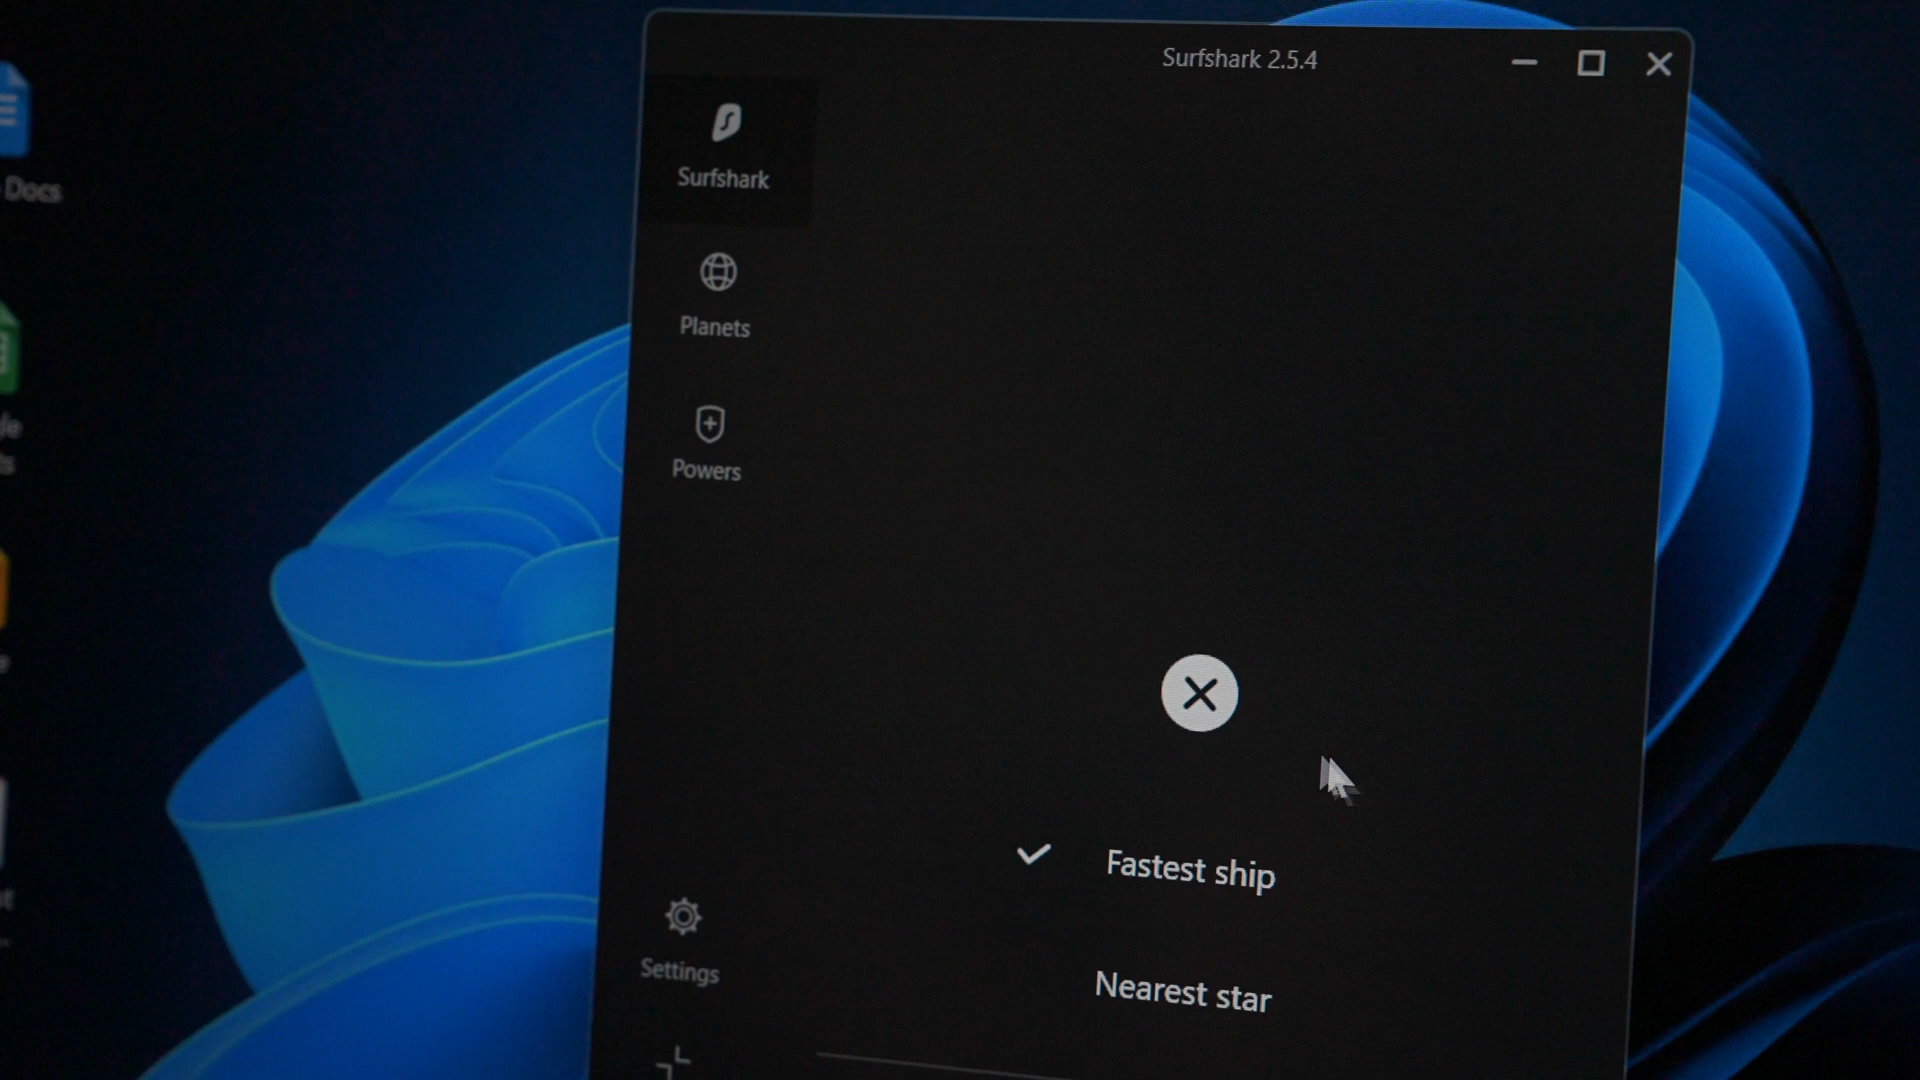 Surfshark 2.5.4
Docs
Surfshark
Planets
Powers
Fastest ship
Settings
Nearest star